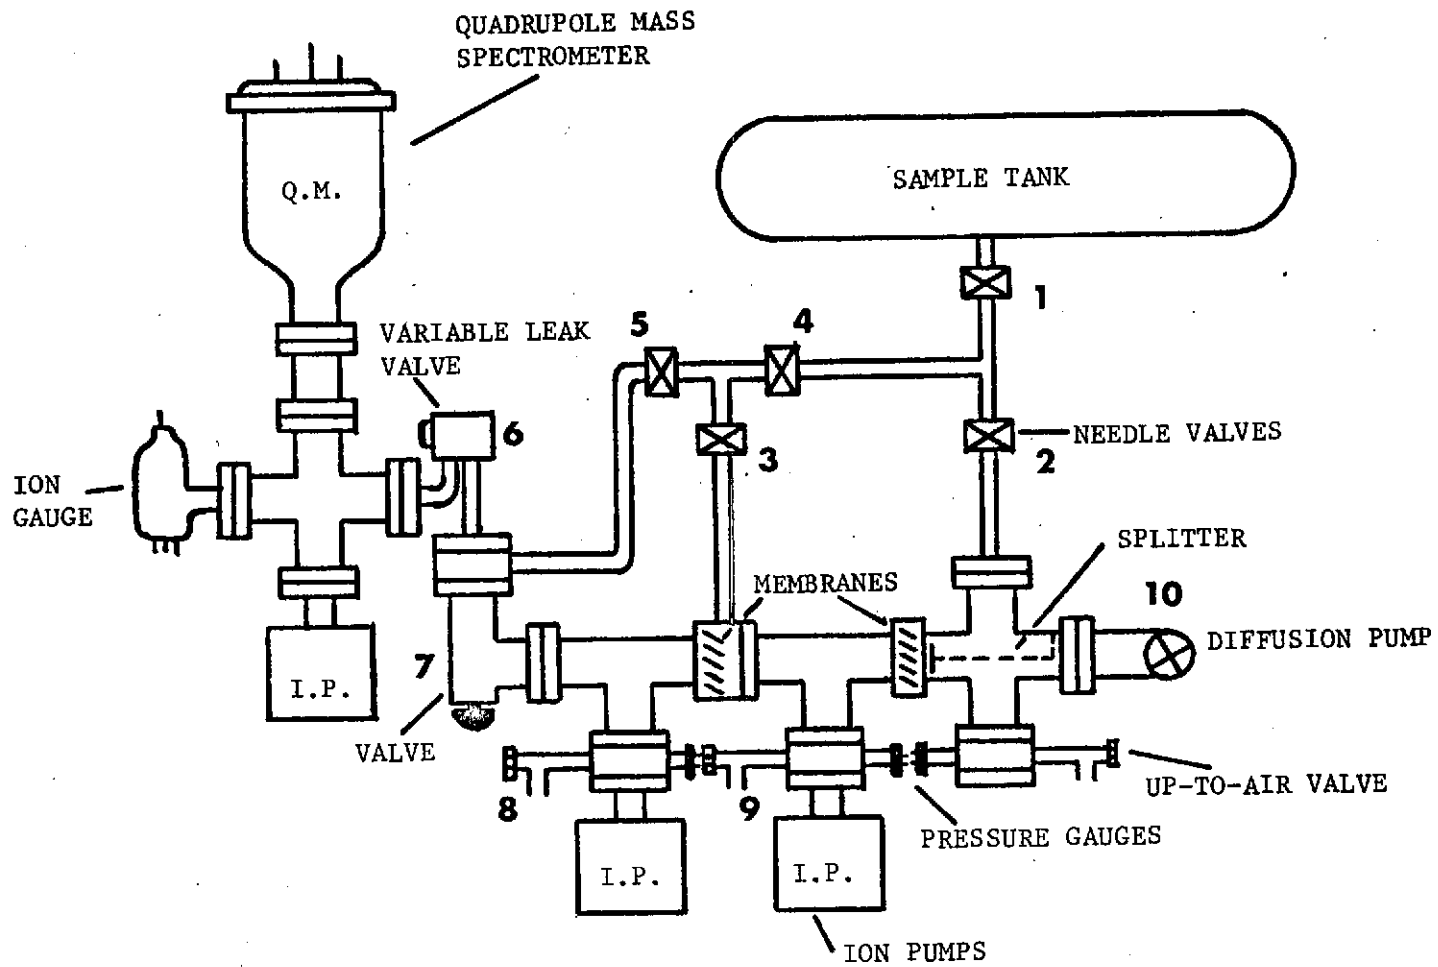 QUADRUPOLE MASS
SPECTROMETER
Q.M.
SAMPLE TANK
1
VARIABLE LEAK
VALVE
5
4
6
3
NEEDLE VALVES
2
ION
GAUGE
SPLITTER
MEMBRANES
10
DIFFUSION PUMP
7
I.P.
VALVE
8
9
UP-TO-AIR VALVE
PRESSURE GAUGES
I.P.
I.P.
ION PUMPS